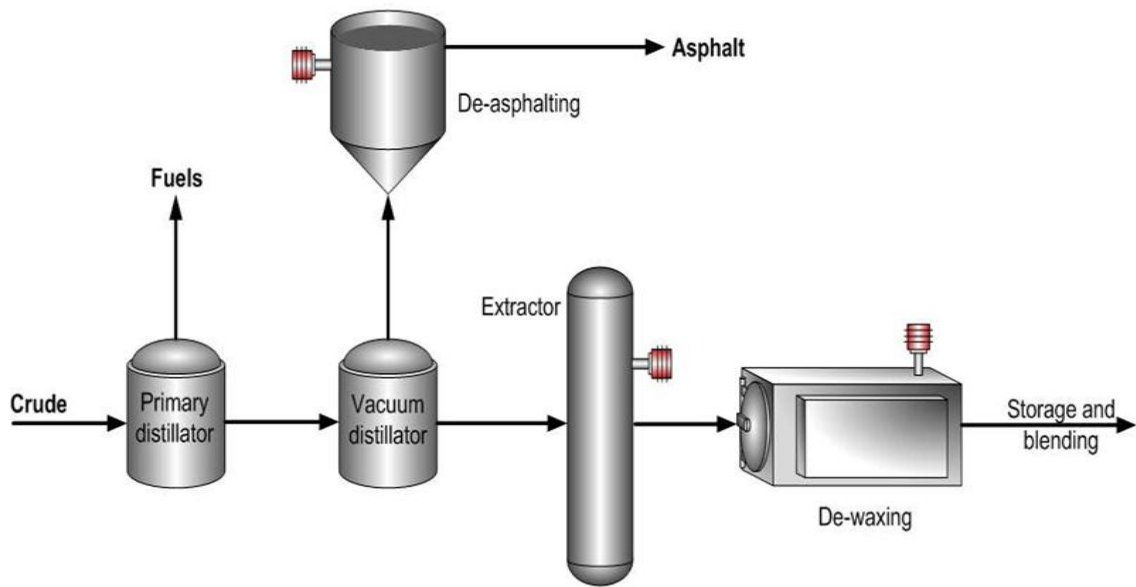 Asphalt
De-asphalting
Fuels
Extractor
Crude
Primary
distillator
Vacuum
distillator
Storage and
blending
De-waxing